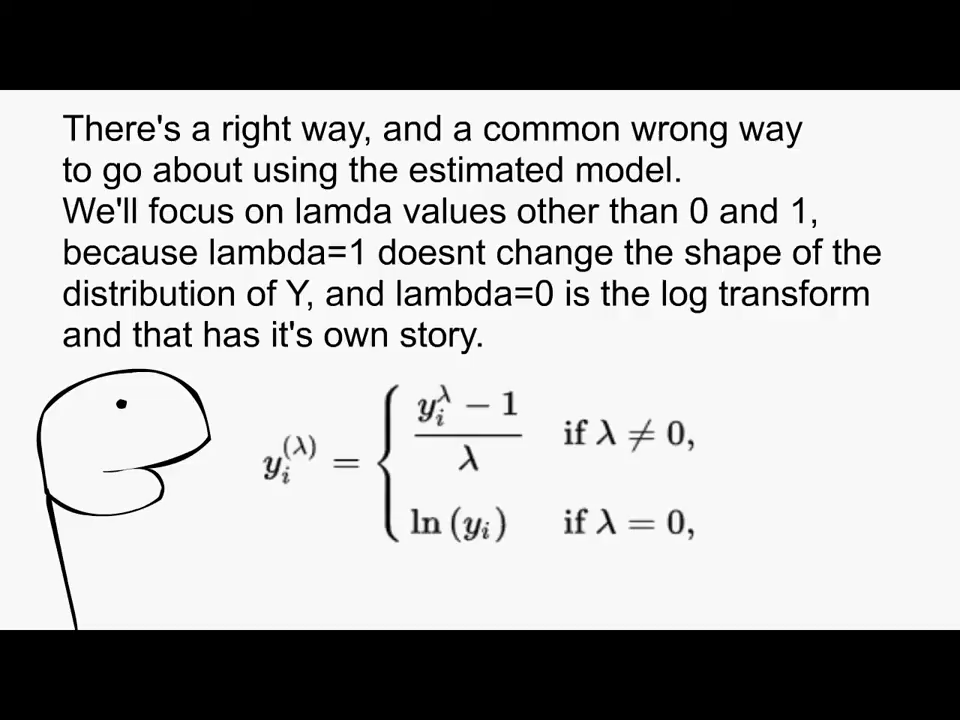 There's a right way, and a common wrong way
to go about using the estimated model.
We'll focus on lamda values other than 0 and 1,
because lambda=1 doesnt change the shape of the
distribution of Y, and lambda=0 is the log transform
and that has it's own story.
y_i^(λ) = { (y_i^λ − 1) / λ if λ ≠ 0,
ln (y_i) if λ = 0,